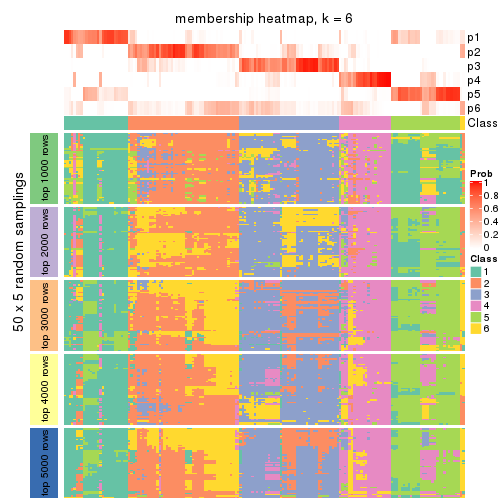 membership heatmap, k = 6
p1
p2
p3
p4
p5
p6
Class
50 x 5 random samplings
top 1000 rows
top 2000 rows
top 3000 rows
top 4000 rows
top 5000 rows
Prob
1
0.8
0.6
0.4
0.2
0
Class
1
2
3
4
5
6